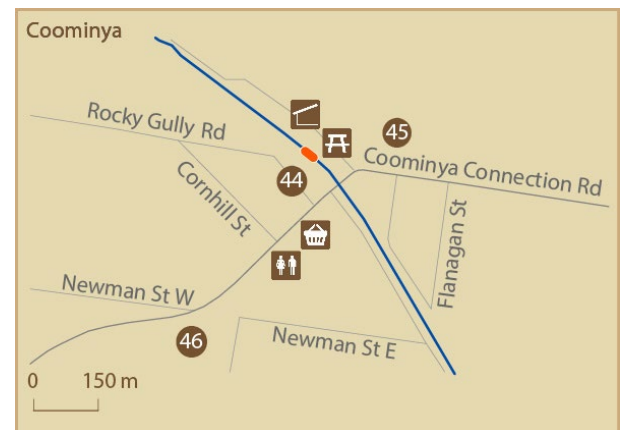 Coominya
Rocky Gully Rd
45
Coominya Connection Rd
44
Cornhill St
Flanagan St
Newman St W
46
Newman St E
0 150 m